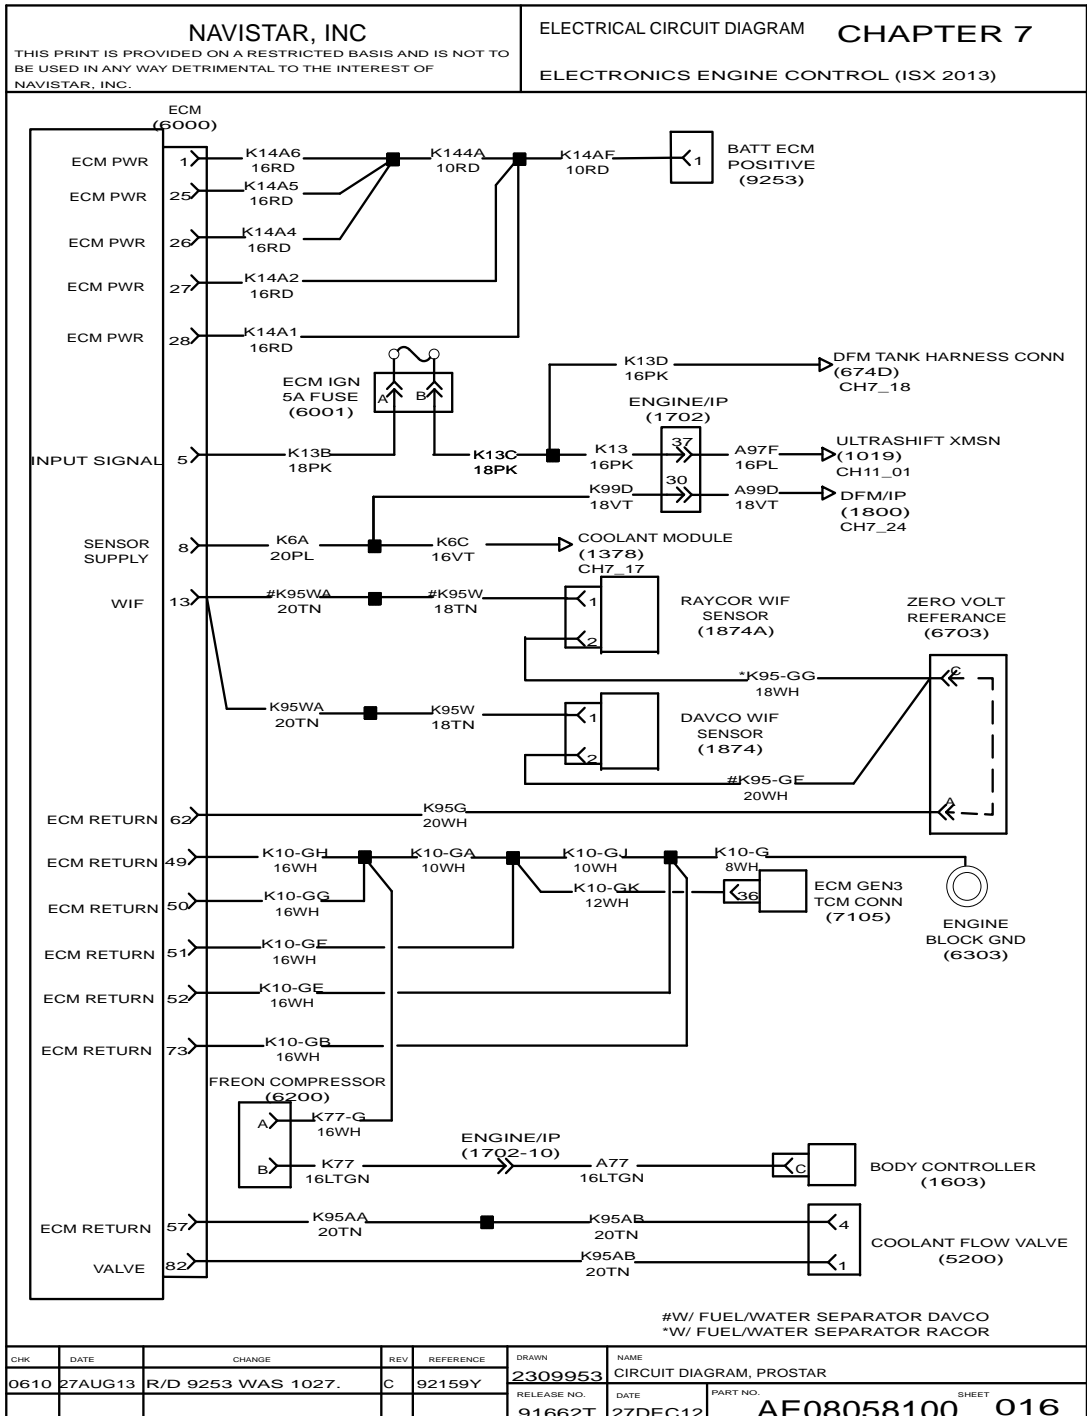 NAVISTAR, INC
THIS PRINT IS PROVIDED ON A RESTRICTED BASIS AND IS NOT TO
BE USED IN ANY WAY DETRIMENTAL TO THE INTEREST OF
NAVISTAR, INC.
ELECTRICAL CIRCUIT DIAGRAM CHAPTER 7
ELECTRONICS ENGINE CONTROL (ISX 2013)
ECM
(6000)
ECM PWR 1 K14A6
16RD
K144A
10RD
K14AF
10RD
1
BATT ECM
POSITIVE
(9253)
ECM PWR 25 K14A5
16RD
ECM PWR 26 K14A4
16RD
ECM PWR 27 K14A2
16RD
ECM PWR 28 K14A1
16RD
ECM IGN
5A FUSE
(6001)
A B
K13D
16PK
DFM TANK HARNESS CONN
(674D)
CH7_18
ENGINE/IP
(1702)
INPUT SIGNAL 5 K13B
18PK
K13C
18PK
K13
16PK
37
A97F
16PL
ULTRASHIFT XMSN
(1019)
CH11_01
K99D
18VT
30
A99D
18VT
DFM/IP
(1800)
CH7_24
SENSOR
SUPPLY
8 K6A
20PL
K6C
16VT
COOLANT MODULE
(1378)
CH7_17
WIF 13 #K95WA
20TN
#K95W
18TN
1
2
RAYCOR WIF
SENSOR
(1874A)
ZERO VOLT
REFERANCE
(6703)
*K95-GG
18WH
C
K95WA
20TN
K95W
18TN
1
2
DAVCO WIF
SENSOR
(1874)
#K95-GE
20WH
A
ECM RETURN 62 K95G
20WH
ECM RETURN 49 K10-GH
16WH
K10-GA
10WH
K10-GJ
10WH
K10-G
8WH
K10-GK
12WH
36
ECM GEN3
TCM CONN
(7105)
ENGINE
BLOCK GND
(6303)
ECM RETURN 50 K10-GG
16WH
ECM RETURN 51 K10-GF
16WH
ECM RETURN 52 K10-GE
16WH
ECM RETURN 73 K10-GB
16WH
FREON COMPRESSOR
(6200)
A K77-G
16WH
B K77
16LTGN
ENGINE/IP
(1702-10)
A77
16LTGN
C
BODY CONTROLLER
(1603)
ECM RETURN 57 K95AA
20TN
K95AB
20TN
4
COOLANT FLOW VALVE
(5200)
VALVE 82 K95AB
20TN
1
#W/ FUEL/WATER SEPARATOR DAVCO
*W/ FUEL/WATER SEPARATOR RACOR
CHK DATE CHANGE REV REFERENCE DRAWN NAME
0610 27AUG13 R/D 9253 WAS 1027. C 92159Y 2309953 CIRCUIT DIAGRAM, PROSTAR
RELEASE NO. DATE PART NO. SHEET
91662T 27DEC12 AE08058100 016